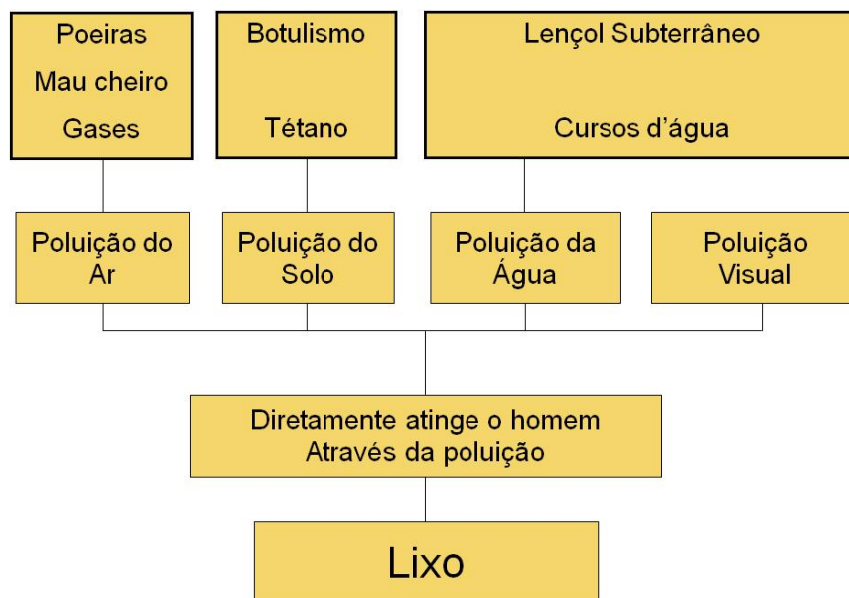 Poeiras
Mau cheiro
Gases
Botulismo
Tétano
Lençol Subterrâneo
Cursos d'água
Poluição do
Ar
Poluição do
Solo
Poluição da
Água
Poluição
Visual
Diretamente atinge o homem
Através da poluição
Lixo